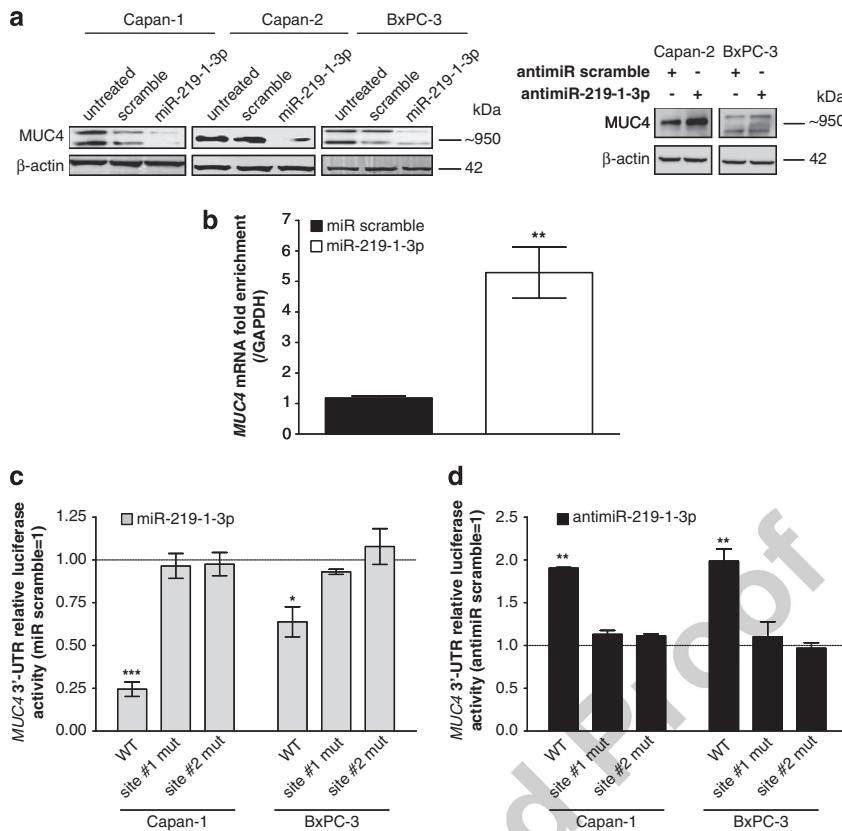 a
Capan-1 Capan-2 BxPC-3
untreated scramble miR-219-1-3p untreated scramble miR-219-1-3p untreated scramble miR-219-1-3p
kDa
MUC4 ~950
β-actin 42
Capan-2 BxPC-3
antimiR scramble + - + -
antimiR-219-1-3p - + - +
kDa
MUC4 ~950
β-actin 42
b
MUC4 mRNA fold enrichment
(/GAPDH)
7
6
5
4
3
2
1
0
miR scramble
miR-219-1-3p
**
c
MUC4 3'-UTR relative luciferase
activity (miR scramble=1)
1.25
1.00
0.75
0.50
0.25
0.00
miR-219-1-3p
***
*
WT site #1 mut site #2 mut WT site #1 mut site #2 mut
Capan-1 BxPC-3
d
MUC4 3'-UTR relative luciferase
activity (antimiR scramble=1)
2.5
2.0
1.5
1.0
0.5
0.0
antimiR-219-1-3p
**
**
WT site #1 mut site #2 mut WT site #1 mut site #2 mut
Capan-1 BxPC-3
d Proof